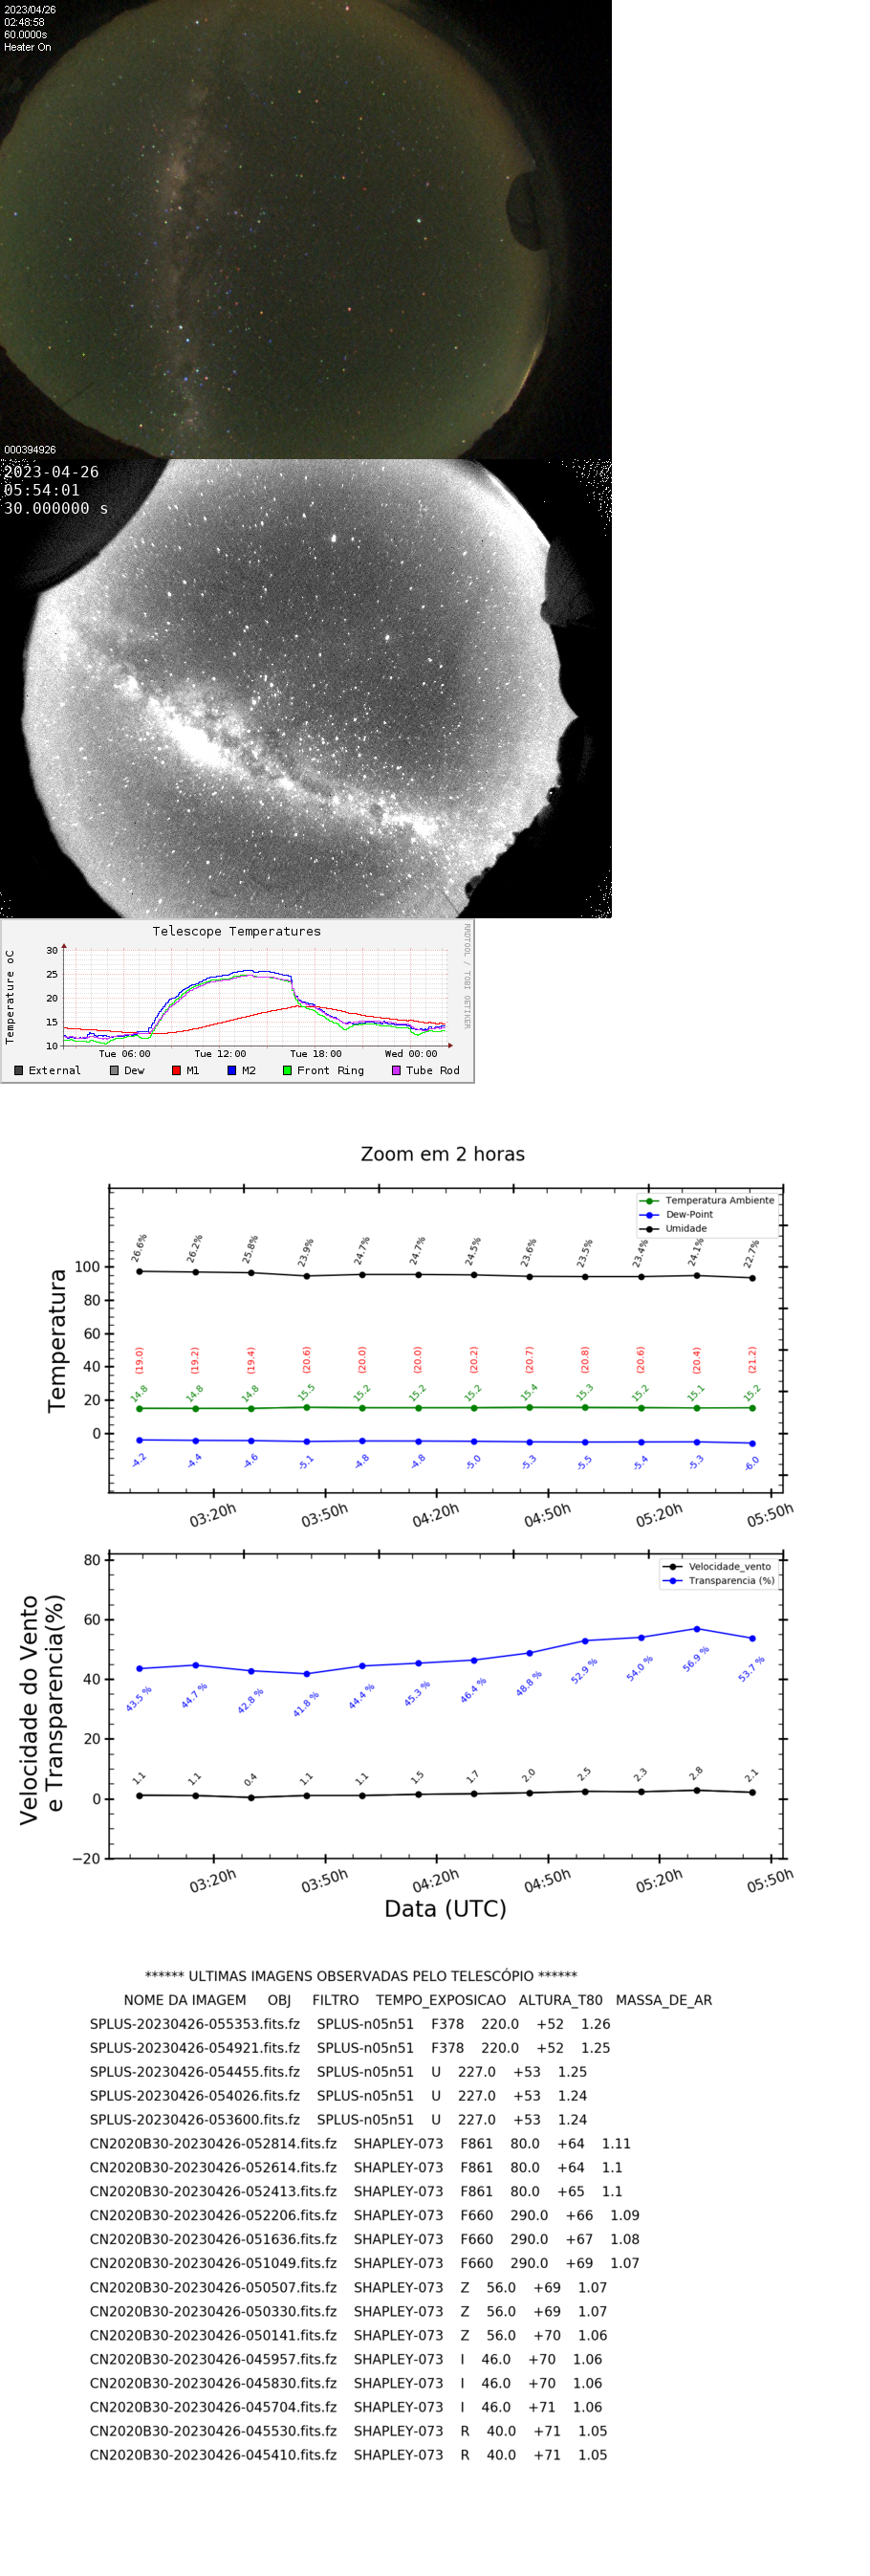 2023/04/26
02:48:58
60.0000s
Heater On
000394926
2023-04-26
05:54:01
30.000000 s
Telescope Temperatures
RRDTOOL / TOBI OETIKER
Temperature oC
30
25
20
15
10
Tue 06:00 Tue 12:00 Tue 18:00 Wed 00:00
External Dew M1 M2 Front Ring Tube Rod
Zoom em 2 horas
Temperatura Ambiente
Dew-Point
Umidade
Temperatura
100
80
60
40
20
0
26.6% 26.2% 25.8% 23.9% 24.7% 24.7% 24.5% 23.6% 23.5% 23.4% 24.1% 22.7%
(19.0) (19.2) (19.4) (20.6) (20.0) (20.0) (20.2) (20.7) (20.8) (20.6) (20.4) (21.2)
14.8 14.8 14.8 15.5 15.2 15.2 15.2 15.4 15.3 15.2 15.1 15.2
-4.2 -4.4 -4.6 -5.1 -4.8 -4.8 -5.0 -5.3 -5.5 -5.4 -5.3 -6.0
03:20h 03:50h 04:20h 04:50h 05:20h 05:50h
Velocidade_vento
Transparencia (%)
Velocidade do Vento
e Transparencia(%)
80
60
40
20
0
−20
43.5 % 44.7 % 42.8 % 41.8 % 44.4 % 45.3 % 46.4 % 48.8 % 52.9 % 54.0 % 56.9 % 53.7 %
1.1 1.1 0.4 1.1 1.1 1.5 1.7 2.0 2.5 2.3 2.8 2.1
03:20h 03:50h 04:20h 04:50h 05:20h 05:50h
Data (UTC)
****** ULTIMAS IMAGENS OBSERVADAS PELO TELESCÓPIO ******
NOME DA IMAGEM OBJ FILTRO TEMPO_EXPOSICAO ALTURA_T80 MASSA_DE_AR
SPLUS-20230426-055353.fits.fz SPLUS-n05n51 F378 220.0 +52 1.26
SPLUS-20230426-054921.fits.fz SPLUS-n05n51 F378 220.0 +52 1.25
SPLUS-20230426-054455.fits.fz SPLUS-n05n51 U 227.0 +53 1.25
SPLUS-20230426-054026.fits.fz SPLUS-n05n51 U 227.0 +53 1.24
SPLUS-20230426-053600.fits.fz SPLUS-n05n51 U 227.0 +53 1.24
CN2020B30-20230426-052814.fits.fz SHAPLEY-073 F861 80.0 +64 1.11
CN2020B30-20230426-052614.fits.fz SHAPLEY-073 F861 80.0 +64 1.1
CN2020B30-20230426-052413.fits.fz SHAPLEY-073 F861 80.0 +65 1.1
CN2020B30-20230426-052206.fits.fz SHAPLEY-073 F660 290.0 +66 1.09
CN2020B30-20230426-051636.fits.fz SHAPLEY-073 F660 290.0 +67 1.08
CN2020B30-20230426-051049.fits.fz SHAPLEY-073 F660 290.0 +69 1.07
CN2020B30-20230426-050507.fits.fz SHAPLEY-073 Z 56.0 +69 1.07
CN2020B30-20230426-050330.fits.fz SHAPLEY-073 Z 56.0 +69 1.07
CN2020B30-20230426-050141.fits.fz SHAPLEY-073 Z 56.0 +70 1.06
CN2020B30-20230426-045957.fits.fz SHAPLEY-073 I 46.0 +70 1.06
CN2020B30-20230426-045830.fits.fz SHAPLEY-073 I 46.0 +70 1.06
CN2020B30-20230426-045704.fits.fz SHAPLEY-073 I 46.0 +71 1.06
CN2020B30-20230426-045530.fits.fz SHAPLEY-073 R 40.0 +71 1.05
CN2020B30-20230426-045410.fits.fz SHAPLEY-073 R 40.0 +71 1.05